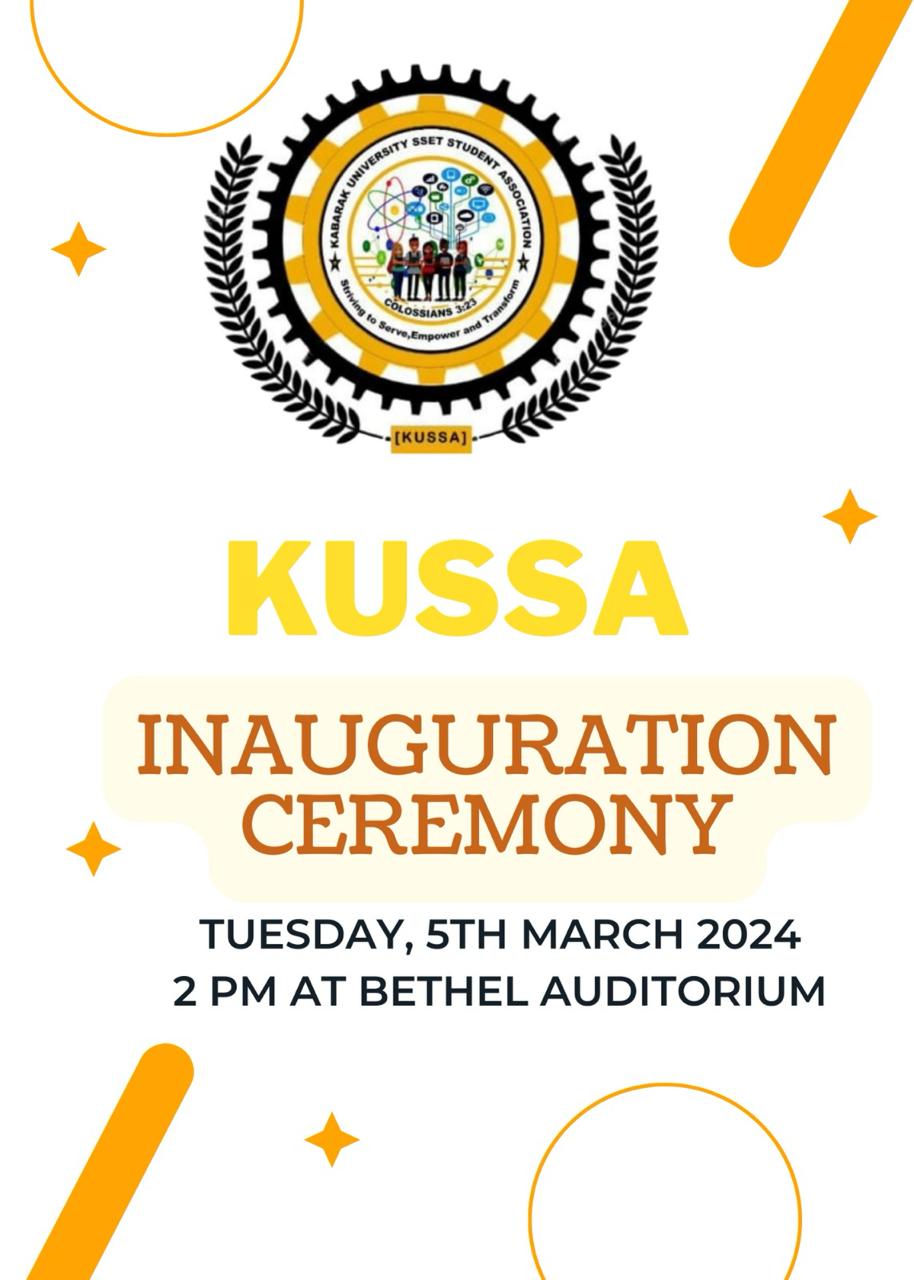 KABARAK UNIVERSITY SSET STUDENT ASSOCIATION
COLOSSIANS 3:23
Striving to Serve,Empower and Transform
[KUSSA]
KUSSA
INAUGURATION
CEREMONY
TUESDAY, 5TH MARCH 2024
2 PM AT BETHEL AUDITORIUM